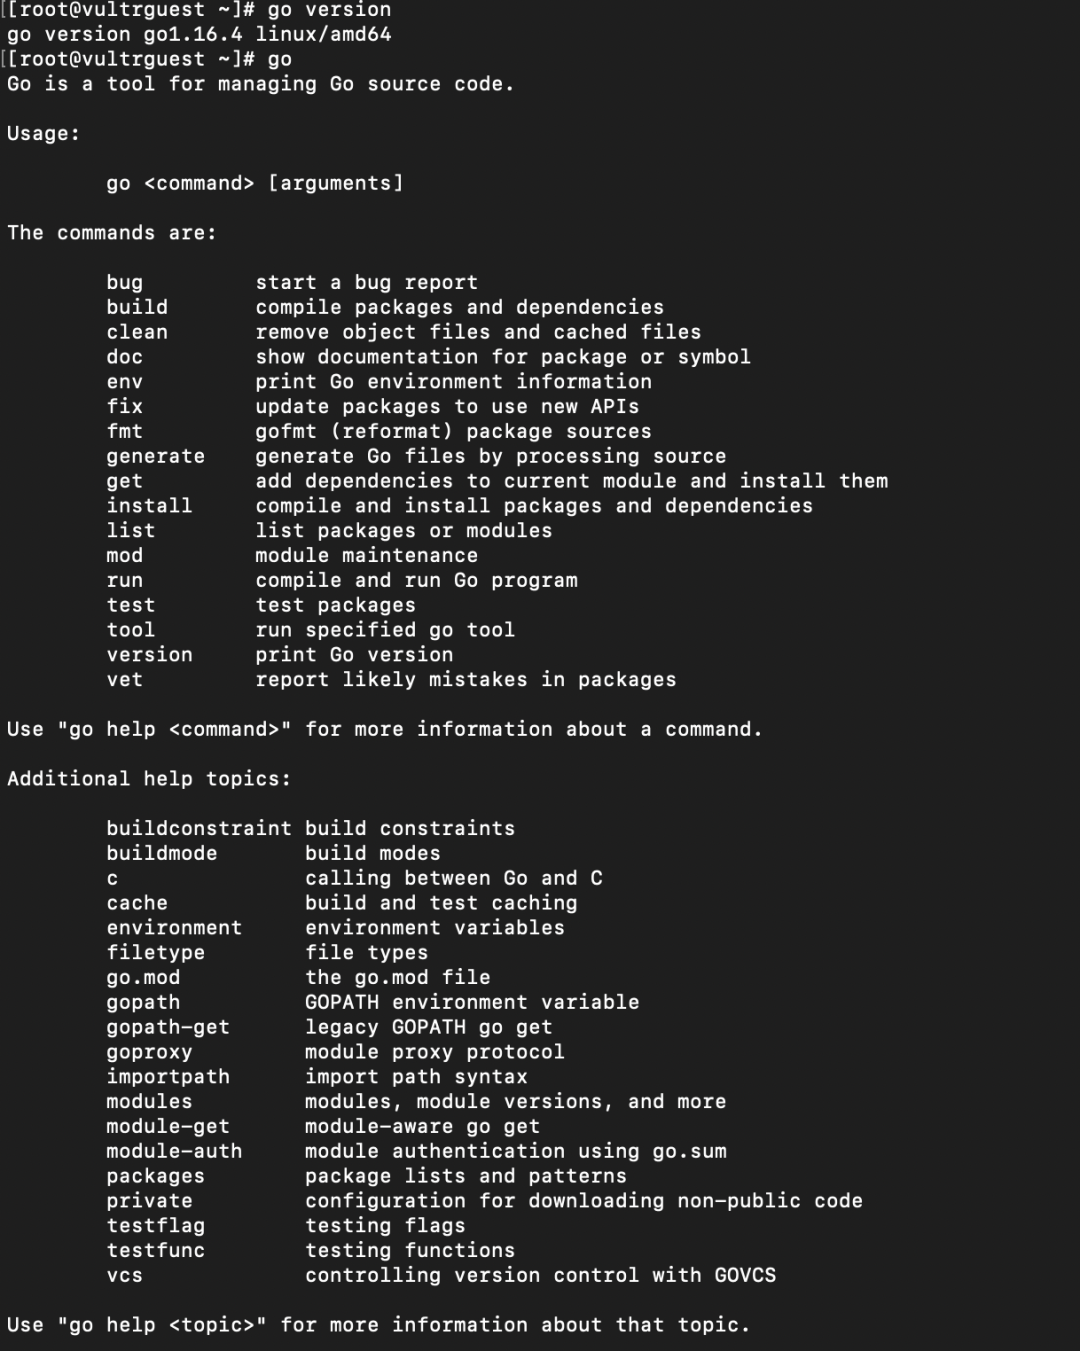 [[root@vultrguest ~]# go version
go version go1.16.4 linux/amd64
[[root@vultrguest ~]# go
Go is a tool for managing Go source code.

Usage:

        go <command> [arguments]

The commands are:

        bug         start a bug report
        build       compile packages and dependencies
        clean       remove object files and cached files
        doc         show documentation for package or symbol
        env         print Go environment information
        fix         update packages to use new APIs
        fmt         gofmt (reformat) package sources
        generate    generate Go files by processing source
        get         add dependencies to current module and install them
        install     compile and install packages and dependencies
        list        list packages or modules
        mod         module maintenance
        run         compile and run Go program
        test        test packages
        tool        run specified go tool
        version     print Go version
        vet         report likely mistakes in packages

Use "go help <command>" for more information about a command.

Additional help topics:

        buildconstraint build constraints
        buildmode       build modes
        c               calling between Go and C
        cache           build and test caching
        environment     environment variables
        filetype        file types
        go.mod          the go.mod file
        gopath          GOPATH environment variable
        gopath-get      legacy GOPATH go get
        goproxy         module proxy protocol
        importpath      import path syntax
        modules         modules, module versions, and more
        module-get      module-aware go get
        module-auth     module authentication using go.sum
        packages        package lists and patterns
        private         configuration for downloading non-public code
        testflag        testing flags
        testfunc        testing functions
        vcs             controlling version control with GOVCS

Use "go help <topic>" for more information about that topic.